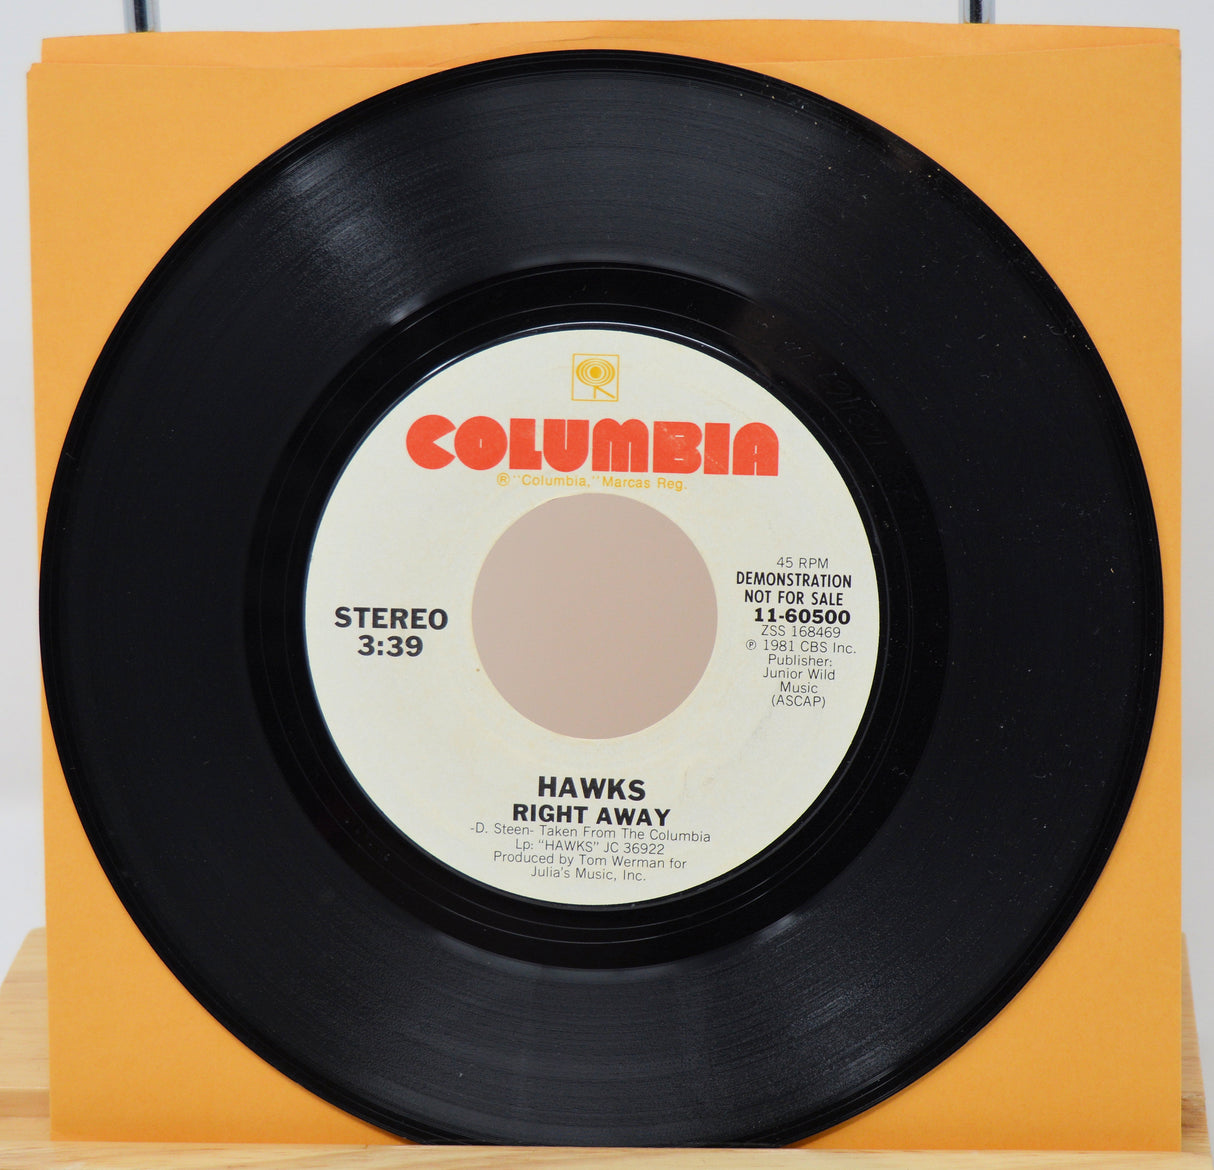 COLUMBIA
® "Columbia," Marcas Reg.
STEREO
3:39
45 RPM
DEMONSTRATION
NOT FOR SALE
11-60500
ZSS 168469
℗ 1981 CBS Inc.
Publisher:
Junior Wild
Music
(ASCAP)
HAWKS
RIGHT AWAY
-D. Steen- Taken From The Columbia
Lp: "HAWKS" JC 36922
Produced by Tom Werman for
Julia's Music, Inc.